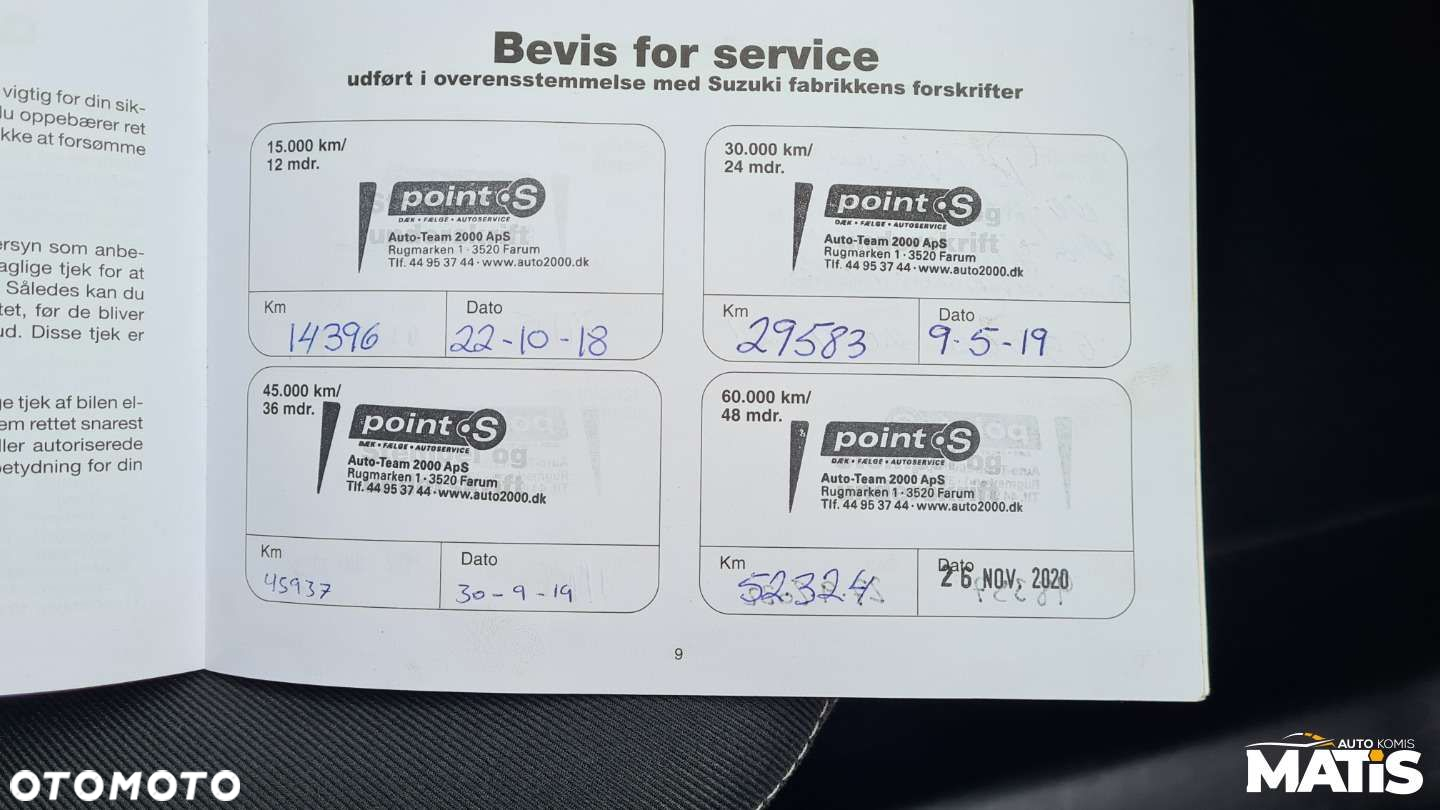 vigtig for din sik-
du oppebærer ret
kke at forsømme
ersyn som anbe-
aglige tjek for at
Således kan du
tet, før de bliver
ud. Disse tjek er
ge tjek af bilen el-
em rettet snarest
ller autoriserede
betydning for din
Bevis for service
udført i overensstemmelse med Suzuki fabrikkens forskrifter
15.000 km/
12 mdr.
point S
DÆK • FÆLGE • AUTOSERVICE
Auto-Team 2000 ApS
Rugmarken 1 · 3520 Farum
Tlf. 44 95 37 44 · www.auto2000.dk
Km
14396
Dato
22-10-18
30.000 km/
24 mdr.
point S
DÆK • FÆLGE • AUTOSERVICE
Auto-Team 2000 ApS
Rugmarken 1 · 3520 Farum
Tlf. 44 95 37 44 · www.auto2000.dk
Km
29583
Dato
9-5-19
45.000 km/
36 mdr.
point S
DÆK • FÆLGE • AUTOSERVICE
Auto-Team 2000 ApS
Rugmarken 1 · 3520 Farum
Tlf. 44 95 37 44 · www.auto2000.dk
Km
45937
Dato
30-9-19
60.000 km/
48 mdr.
point S
DÆK • FÆLGE • AUTOSERVICE
Auto-Team 2000 ApS
Rugmarken 1 · 3520 Farum
Tlf. 44 95 37 44 · www.auto2000.dk
Km
52.324
Dato
26 NOV. 2020
9
OTOMOTO
AUTO KOMIS
MATIS